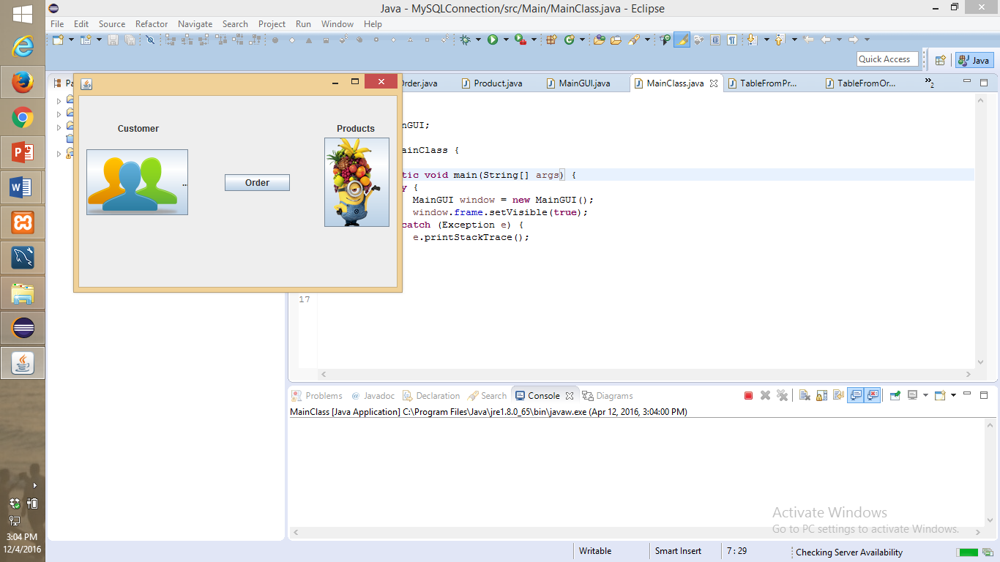 Java - MySQLConnection/src/Main/MainClass.java - Eclipse
File Edit Source Refactor Navigate Search Project Run Window Help
Quick Access
Java
Pa
Order.java Product.java MainGUI.java MainClass.java TableFromPr... TableFromOr... »2
Customer
Order
Products
...
nGUI;
ainClass {
tic void main(String[] args) {
y {
MainGUI window = new MainGUI();
window.frame.setVisible(true);
catch (Exception e) {
e.printStackTrace();
17
Problems @ Javadoc Declaration Search Console Diagrams
MainClass [Java Application] C:\Program Files\Java\jre1.8.0_65\bin\javaw.exe (Apr 12, 2016, 3:04:00 PM)
Activate Windows
Go to PC settings to activate Windows.
3:04 PM
12/4/2016
Writable Smart Insert 7 : 29 Checking Server Availability